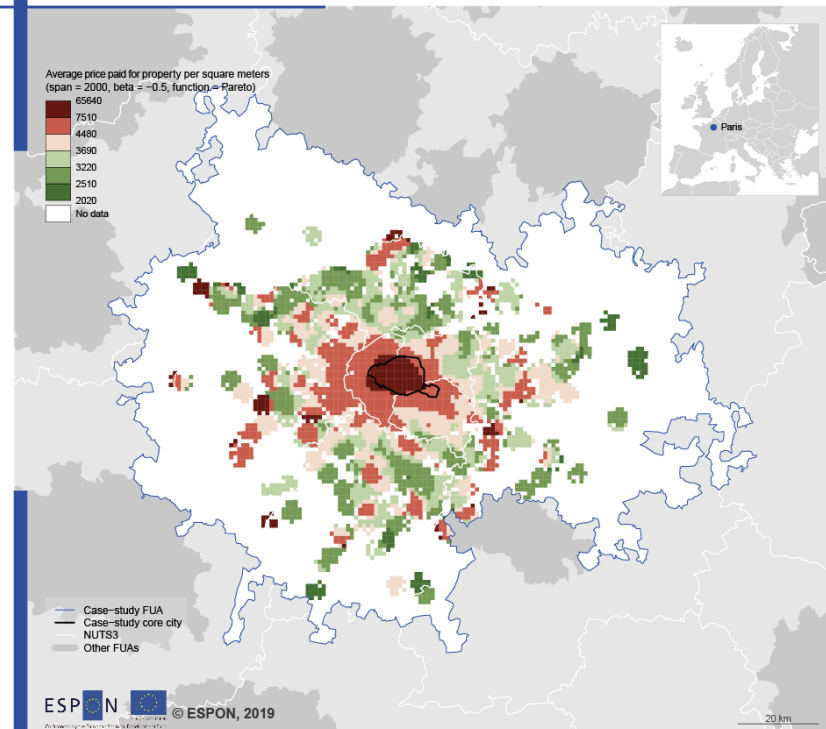 Average price paid for property per square meters
(span = 2000, beta = −0.5, function = Pareto)
65640
7510
4480
3690
3220
2510
2020
No data
Paris
Case−study FUA
Case−study core city
NUTS3
Other FUAs
ESPON
© ESPON, 2019
20 km